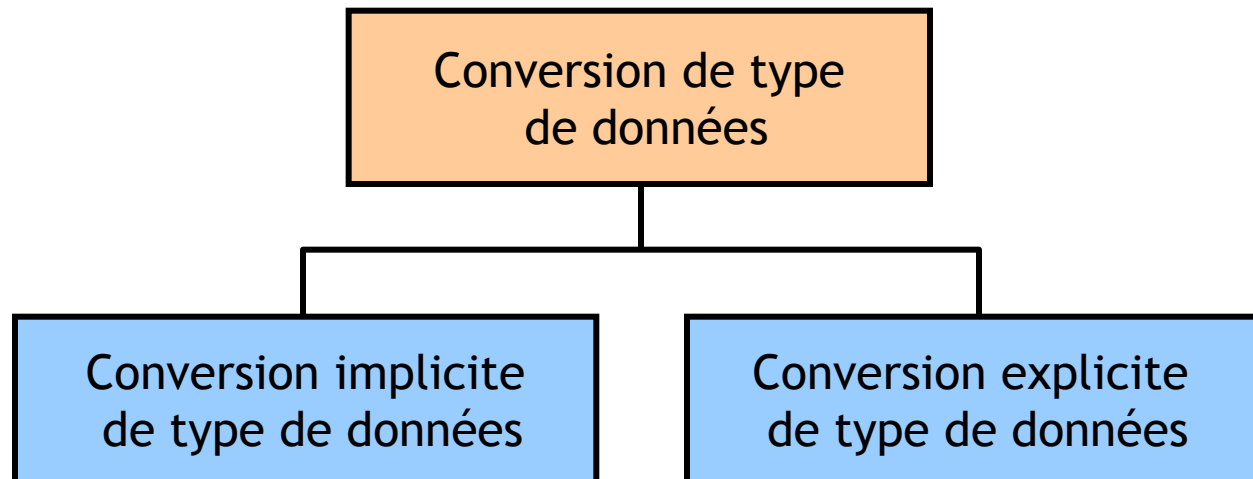 Conversion de type
de données
Conversion implicite
de type de données
Conversion explicite
de type de données